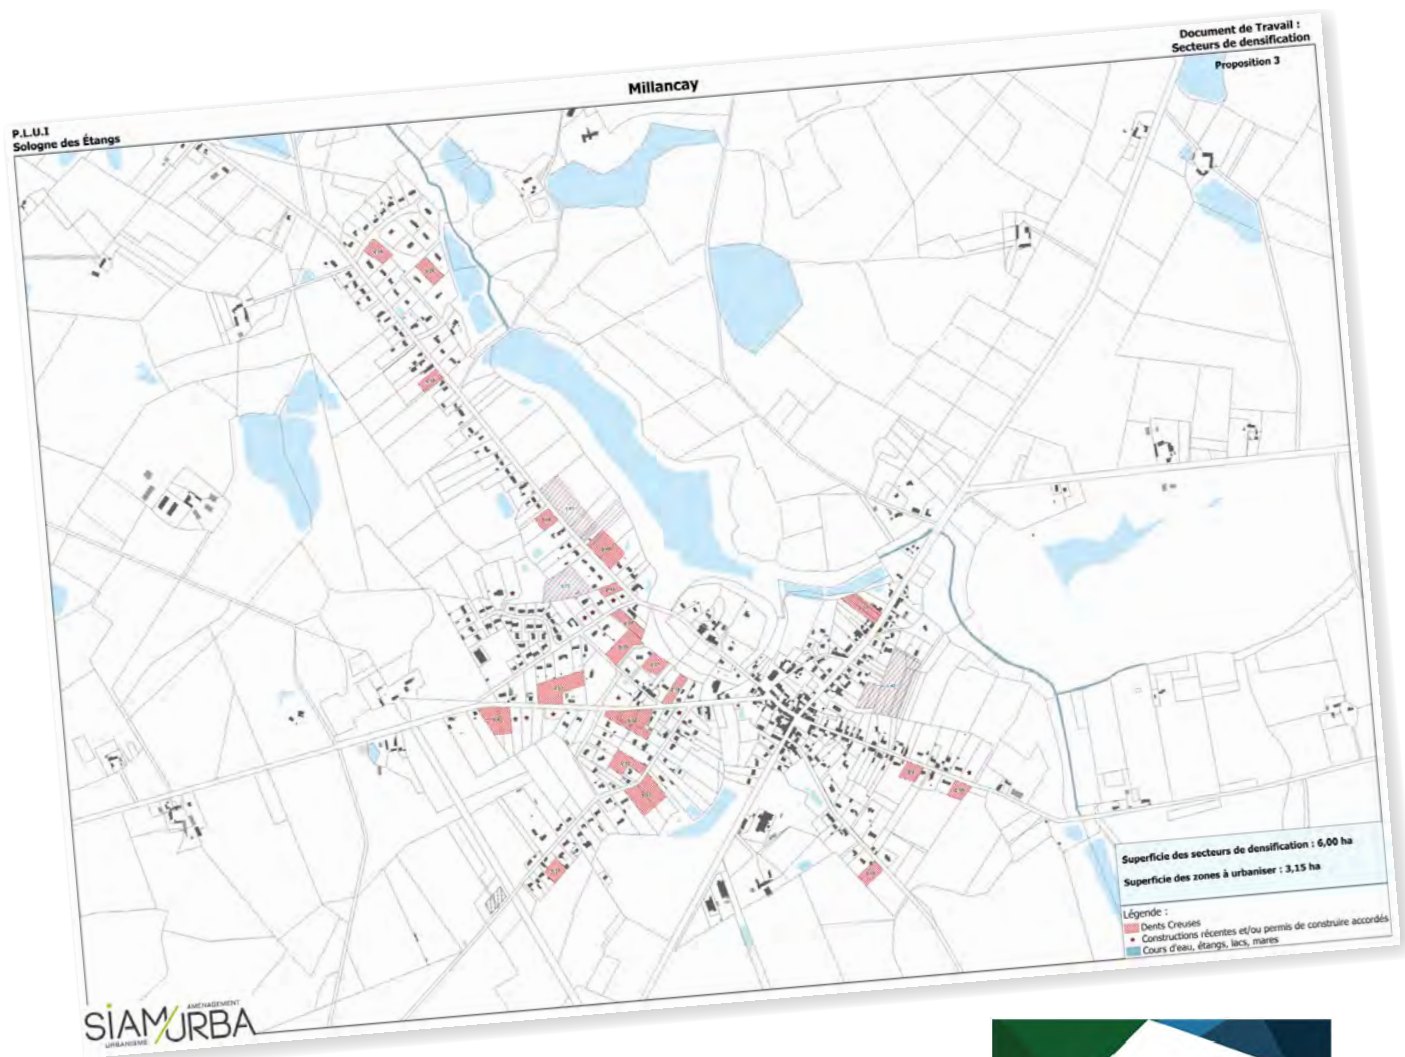 Document de Travail :
Secteurs de densification
Proposition 3
Millancay
P.L.U.I
Sologne des Étangs
Superficie des secteurs de densification : 6,00 ha
Superficie des zones à urbaniser : 3,15 ha
Légende :
Dents Creuses
Constructions récentes et/ou permis de construire accordés
Cours d'eau, étangs, lacs, mares
AMÉNAGEMENT
SIAM/URBA
URBANISME